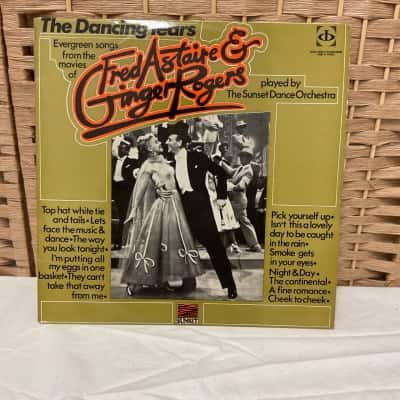 The Dancing Years
Evergreen songs
from the
movies
of
Fred Astaire &
Ginger Rogers
played by
The Sunset Dance Orchestra
Top hat white tie
and tails • Lets
face the music &
dance • The way
you look tonight •
I'm putting all
my eggs in one
basket • They can't
take that away
from me •
Pick yourself up •
Isn't this a lovely
day to be caught
in the rain •
Smoke gets
in your eyes •
Night & Day •
The continental •
A fine romance •
Cheek to cheek •
SUNSET